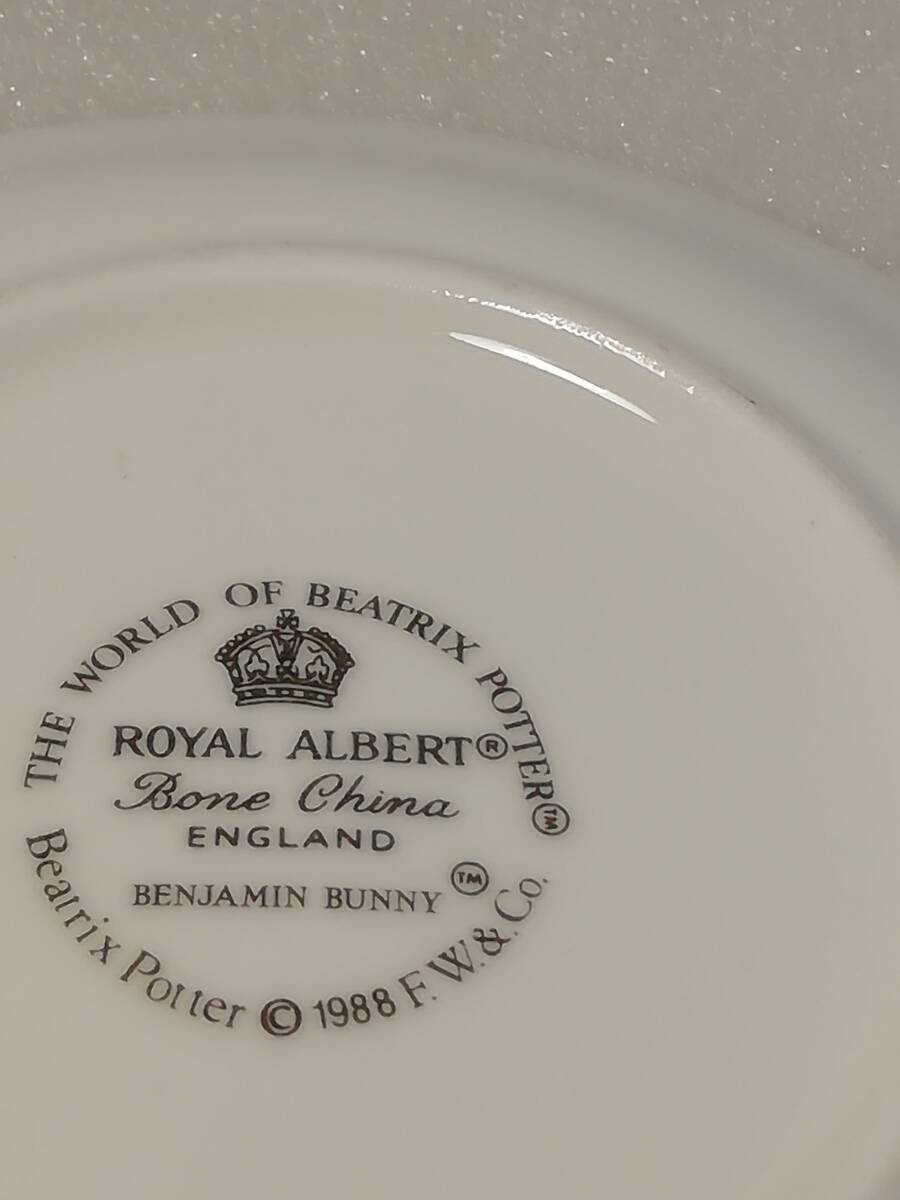 THE WORLD OF BEATRIX POTTER™
ROYAL ALBERT®
Bone China
ENGLAND
BENJAMIN BUNNY™
Beatrix Potter © 1988 F.W.& Co.